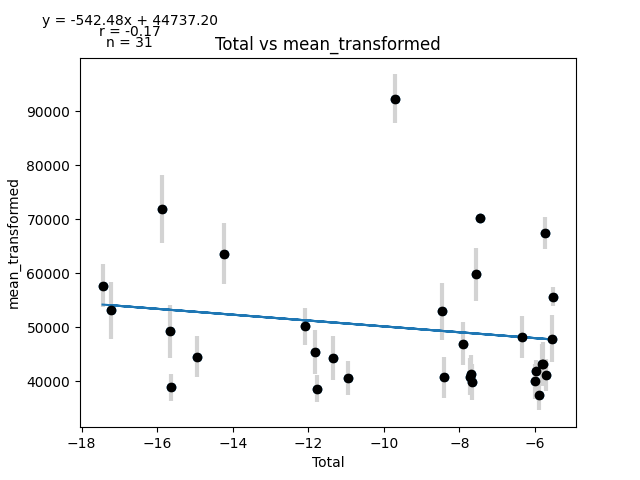 y = -542.48x + 44737.20
r = -0.17
n = 31
Total vs mean_transformed
90000
80000
70000
60000
50000
40000
mean_transformed
−18
−16
−14
−12
−10
−8
−6
Total